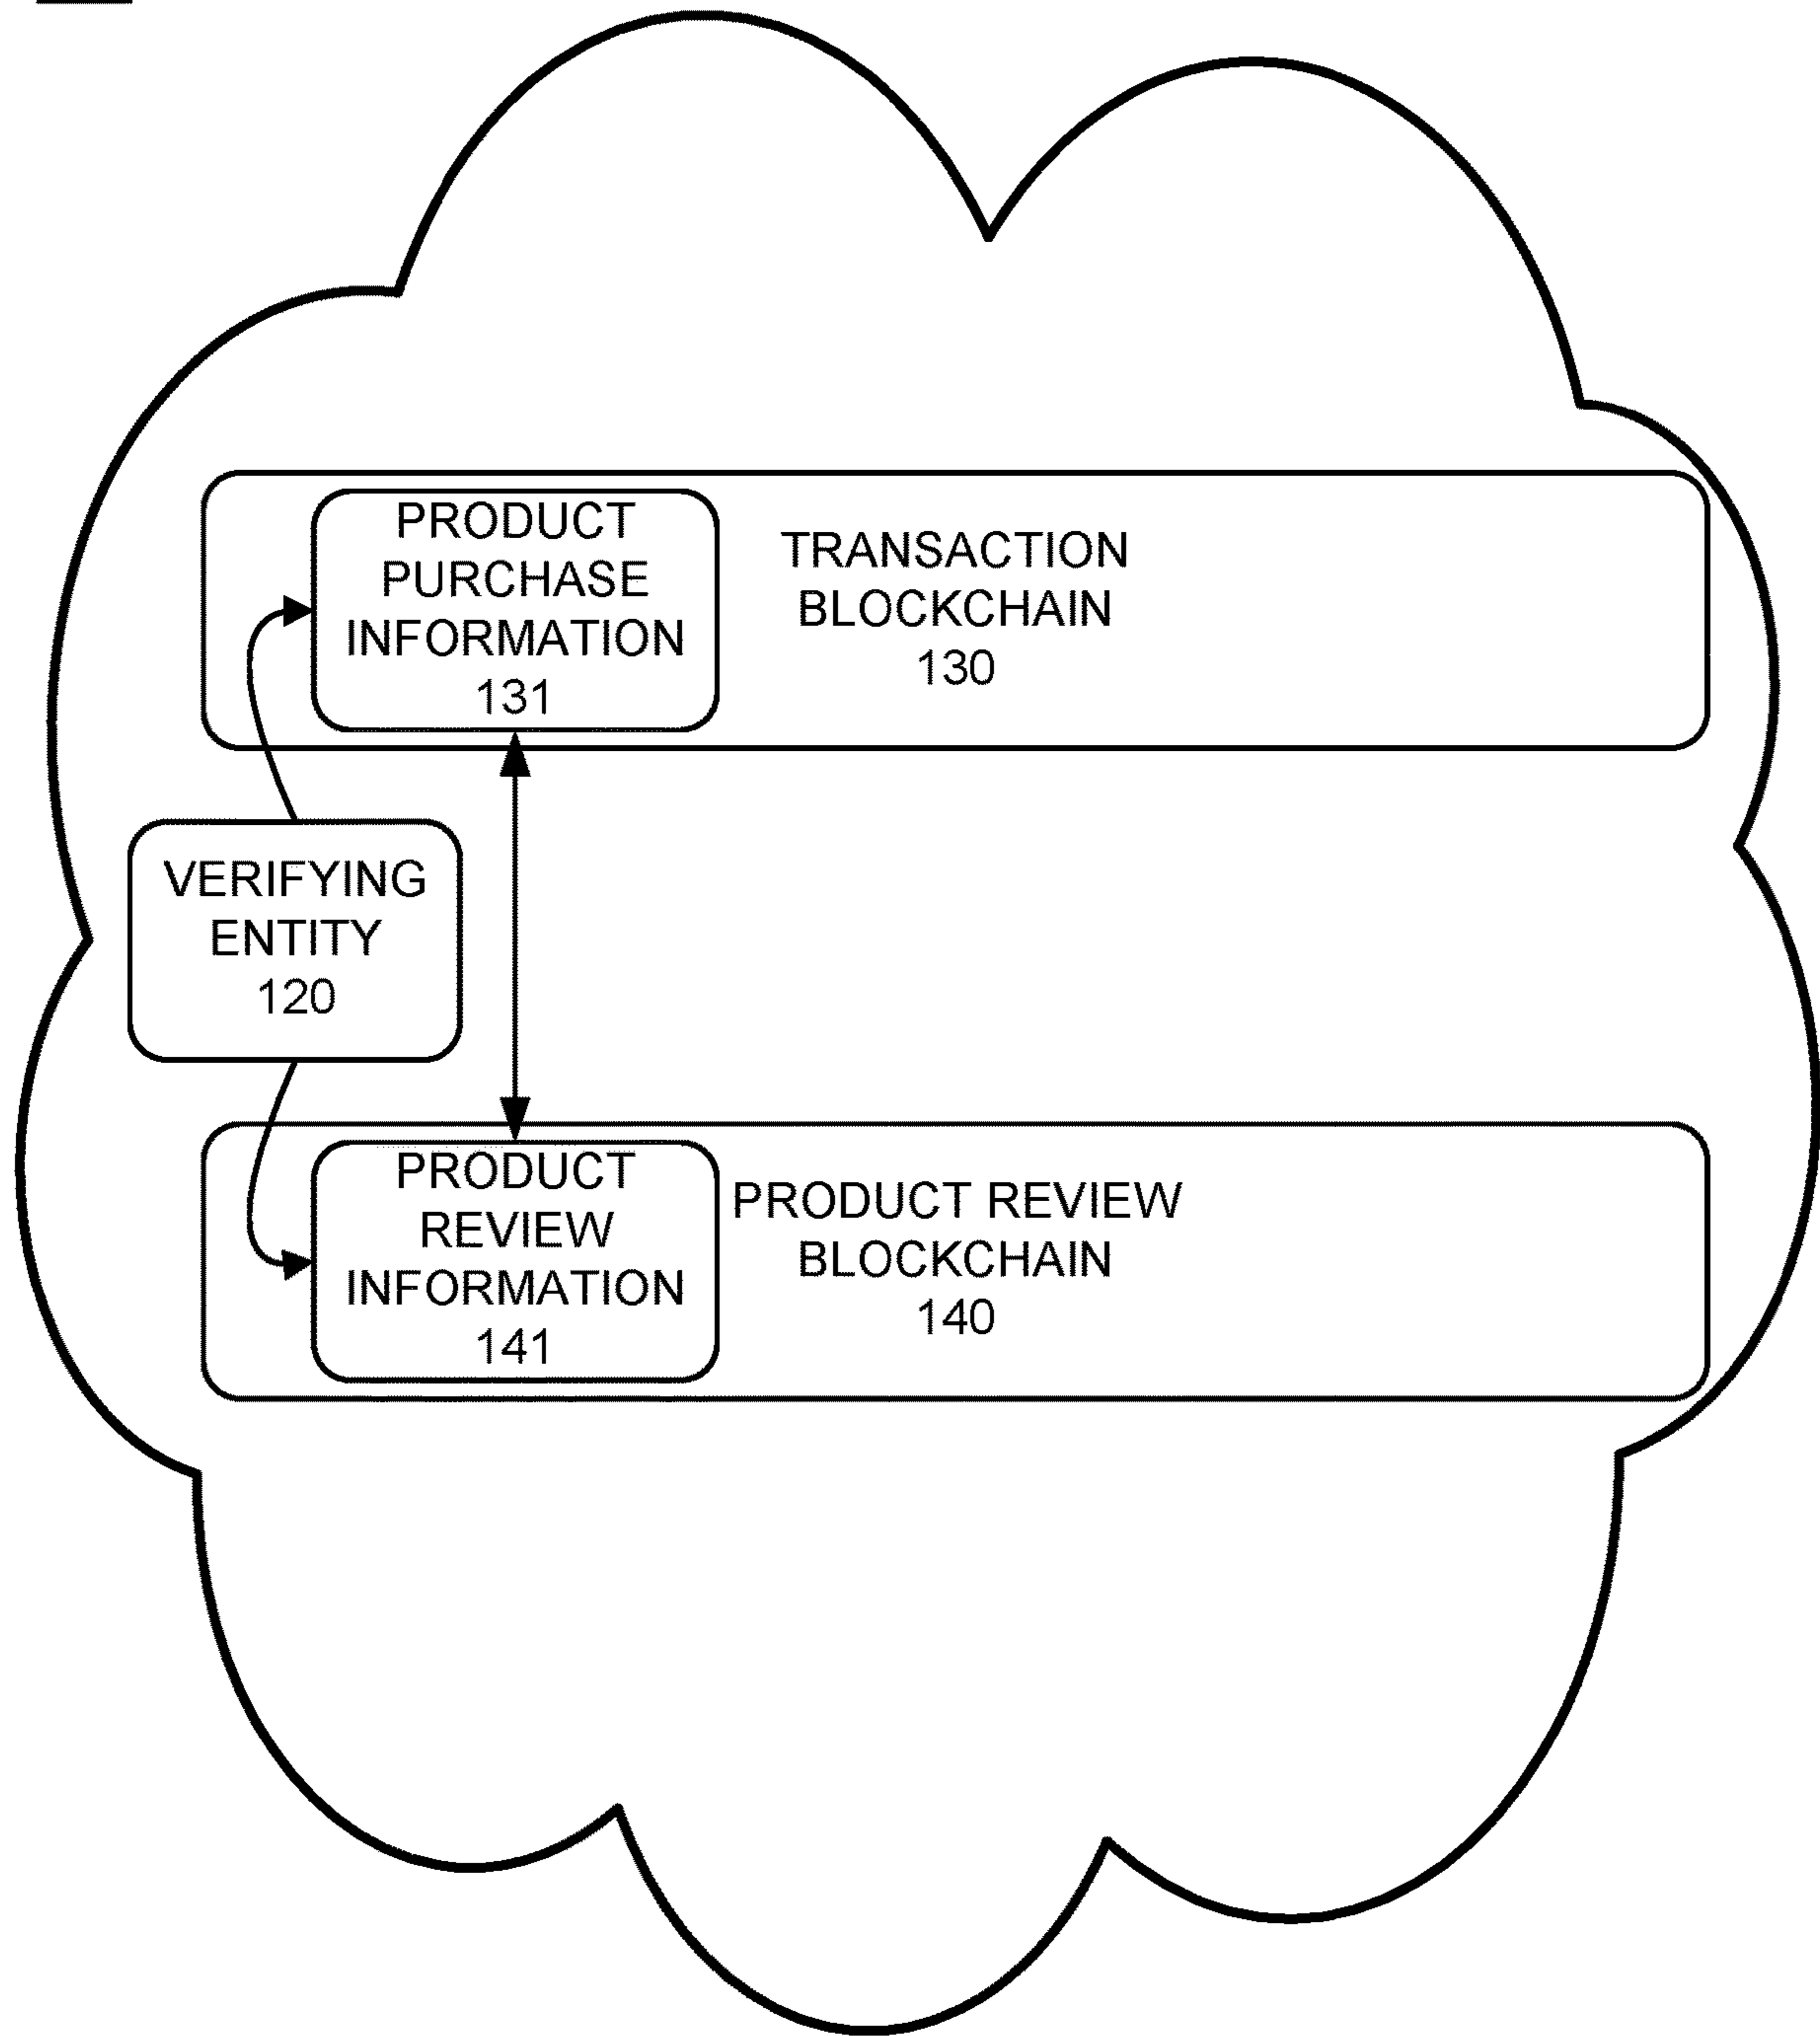 PRODUCT
PURCHASE
INFORMATION
131
TRANSACTION
BLOCKCHAIN
130
VERIFYING
ENTITY
120
PRODUCT
REVIEW
INFORMATION
141
PRODUCT REVIEW
BLOCKCHAIN
140